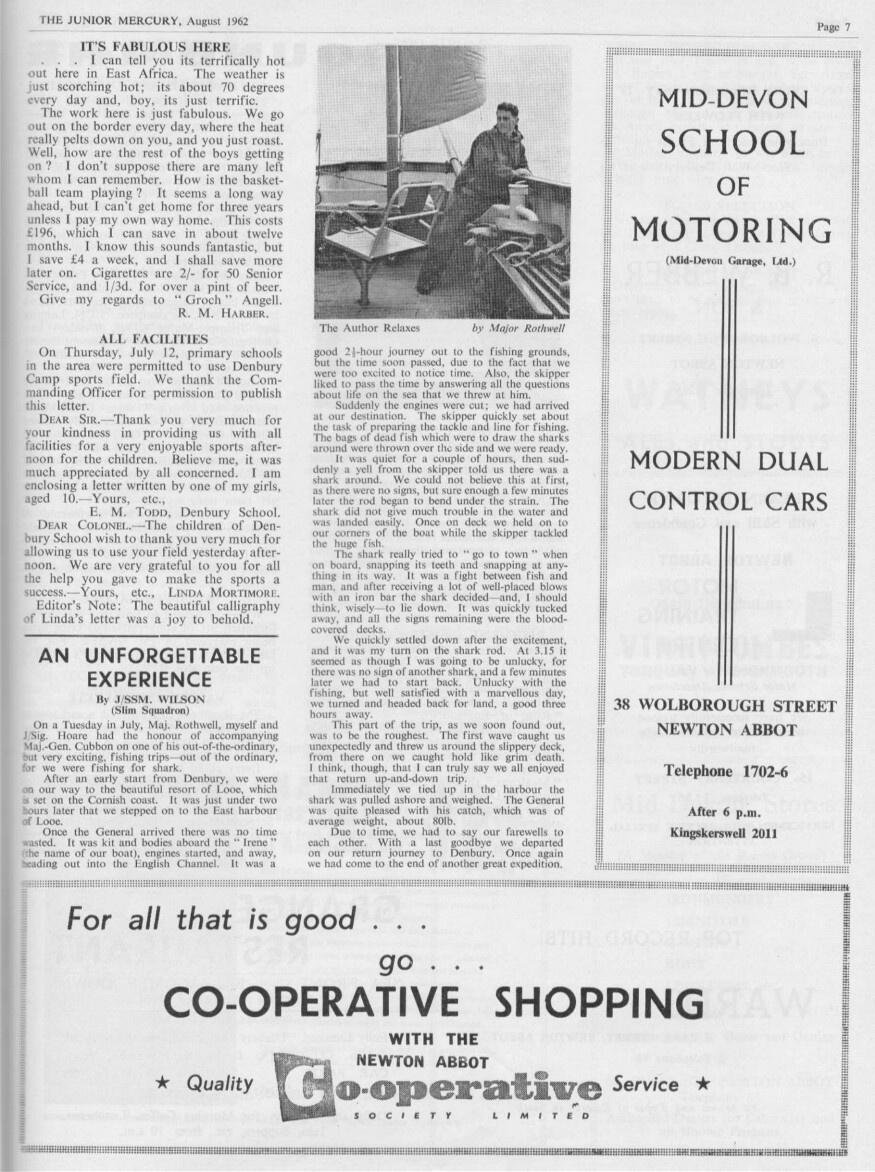 THE JUNIOR MERCURY, August 1962
Page 7
IT'S FABULOUS HERE
. . . I can tell you its terrifically hot
out here in East Africa. The weather is
just scorching hot; its about 70 degrees
every day and, boy, its just terrific.
The work here is just fabulous. We go
out on the border every day, where the heat
really pelts down on you, and you just roast.
Well, how are the rest of the boys getting
on? I don't suppose there are many left
whom I can remember. How is the basket-
ball team playing? It seems a long way
ahead, but I can't get home for three years
unless I pay my own way home. This costs
£196, which I can save in about twelve
months. I know this sounds fantastic, but
I save £4 a week, and I shall save more
later on. Cigarettes are 2/- for 50 Senior
Service, and 1/3d. for over a pint of beer.
Give my regards to "Groch" Angell.
R. M. HARBER.
ALL FACILITIES
On Thursday, July 12, primary schools
in the area were permitted to use Denbury
Camp sports field. We thank the Com-
manding Officer for permission to publish
this letter.
DEAR SIR.—Thank you very much for
your kindness in providing us with all
facilities for a very enjoyable sports after-
noon for the children. Believe me, it was
much appreciated by all concerned. I am
enclosing a letter written by one of my girls,
aged 10.—Yours, etc.,
E. M. TODD, Denbury School.
DEAR COLONEL.—The children of Den-
bury School wish to thank you very much for
allowing us to use your field yesterday after-
noon. We are very grateful to you for all
the help you gave to make the sports a
success.—Yours, etc., LINDA MORTIMORE.
Editor's Note: The beautiful calligraphy
of Linda's letter was a joy to behold.
AN UNFORGETTABLE
EXPERIENCE
By J/SSM. WILSON
(Slim Squadron)
On a Tuesday in July, Maj. Rothwell, myself and
J/Sig. Hoare had the honour of accompanying
Maj.-Gen. Cubbon on one of his out-of-the-ordinary,
but very exciting, fishing trips—out of the ordinary,
for we were fishing for shark.
After an early start from Denbury, we were
on our way to the beautiful resort of Looe, which
is set on the Cornish coast. It was just under two
hours later that we stepped on to the East harbour
of Looe.
Once the General arrived there was no time
wasted. It was kit and bodies aboard the "Irene"
(the name of our boat), engines started, and away,
heading out into the English Channel. It was a
The Author Relaxes by Major Rothwell
good 2½-hour journey out to the fishing grounds,
but the time soon passed, due to the fact that we
were too excited to notice time. Also, the skipper
liked to pass the time by answering all the questions
about life on the sea that we threw at him.
Suddenly the engines were cut; we had arrived
at our destination. The skipper quickly set about
the task of preparing the tackle and line for fishing.
The bags of dead fish which were to draw the sharks
around were thrown over the side and we were ready.
It was quiet for a couple of hours, then sud-
denly a yell from the skipper told us there was a
shark around. We could not believe this at first,
as there were no signs, but sure enough a few minutes
later the rod began to bend under the strain. The
shark did not give much trouble in the water and
was landed easily. Once on deck we held on to
our corners of the boat while the skipper tackled
the huge fish.
The shark really tried to "go to town" when
on board, snapping its teeth and snapping at any-
thing in its way. It was a fight between fish and
man, and after receiving a lot of well-placed blows
with an iron bar the shark decided—and, I should
think, wisely—to lie down. It was quickly tucked
away, and all the signs remaining were the blood-
covered decks.
We quickly settled down after the excitement,
and it was my turn on the shark rod. At 3.15 it
seemed as though I was going to be unlucky, for
there was no sign of another shark, and a few minutes
later we had to start back. Unlucky with the
fishing, but well satisfied with a marvellous day,
we turned and headed back for land, a good three
hours away.
This part of the trip, as we soon found out,
was to be the roughest. The first wave caught us
unexpectedly and threw us around the slippery deck,
from there on we caught hold like grim death.
I think, though, that I can truly say we all enjoyed
that return up-and-down trip.
Immediately we tied up in the harbour the
shark was pulled ashore and weighed. The General
was quite pleased with his catch, which was of
average weight, about 80lb.
Due to time, we had to say our farewells to
each other. With a last goodbye we departed
on our return journey to Denbury. Once again
we had come to the end of another great expedition.
MID-DEVON
SCHOOL
OF
MOTORING
(Mid-Devon Garage, Ltd.)
MODERN DUAL
CONTROL CARS
38 WOLBOROUGH STREET
NEWTON ABBOT
Telephone 1702-6
After 6 p.m.
Kingskerswell 2011
For all that is good . . .
go . . .
CO-OPERATIVE SHOPPING
WITH THE
NEWTON ABBOT
★ Quality Co-operative Service ★
SOCIETY LIMITED